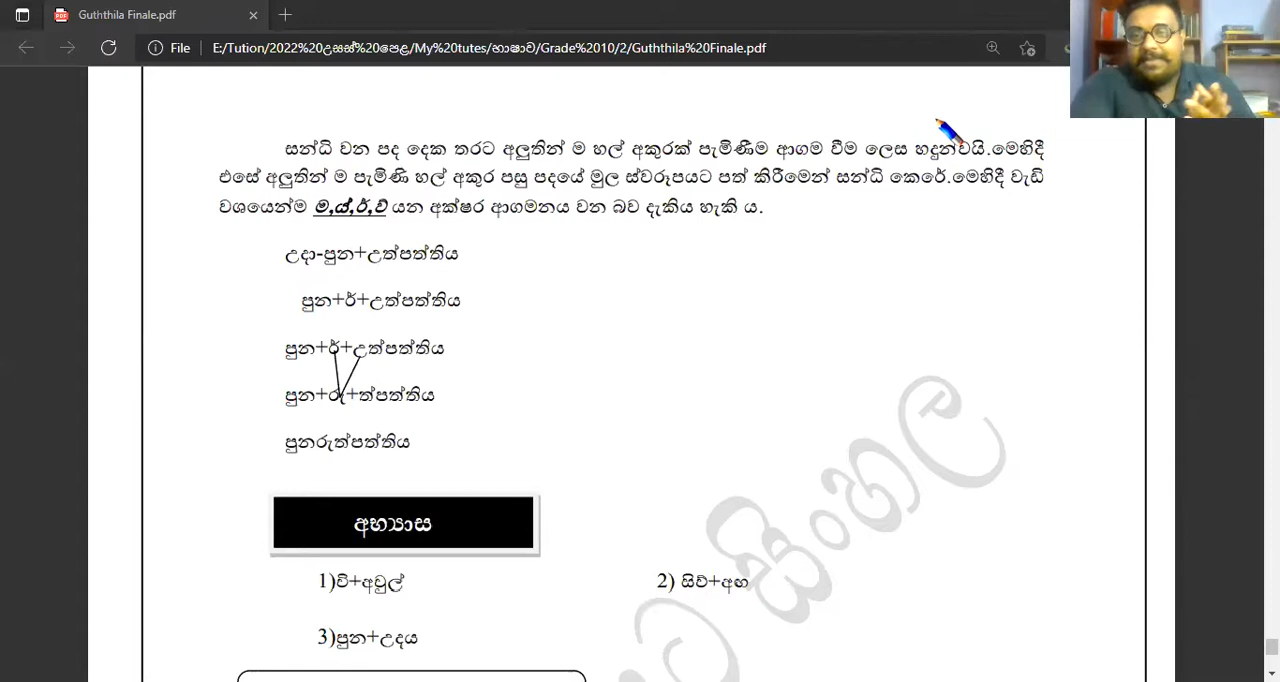 Guththila Finale.pdf
File E:/Tution/2022%20උසස්%20පෙළ/My%20tutes/භාෂාව/Grade%2010/2/Guththila%20Finale.pdf
සන්ධි වන පද දෙක තරට අලුතින් ම හල් අකුරක් පැමිණීම ආගම වීම ලෙස හදුන්වයි.මෙහිදී
එසේ අලුතින් ම පැමිණි හල් අකුර පසු පදයේ මුල ස්වරූපයට පත් කිරීමෙන් සන්ධි කෙරේ.මෙහිදී වැඩි
වශයෙන්ම ම,ය්,ර්,ව් යන අක්ෂර ආගමනය වන බව දැකිය හැකි ය.
උදා-පුන+උත්පත්තිය
පුන+ර්+උත්පත්තිය
පුන+ර්+උත්පත්තිය
පුන+රු+ත්පත්තිය
පුනරුත්පත්තිය
අභ්‍යාස
1)වි+අවුල් 2) සිව්+අඟ
3)පුන+උදය
සිංහල